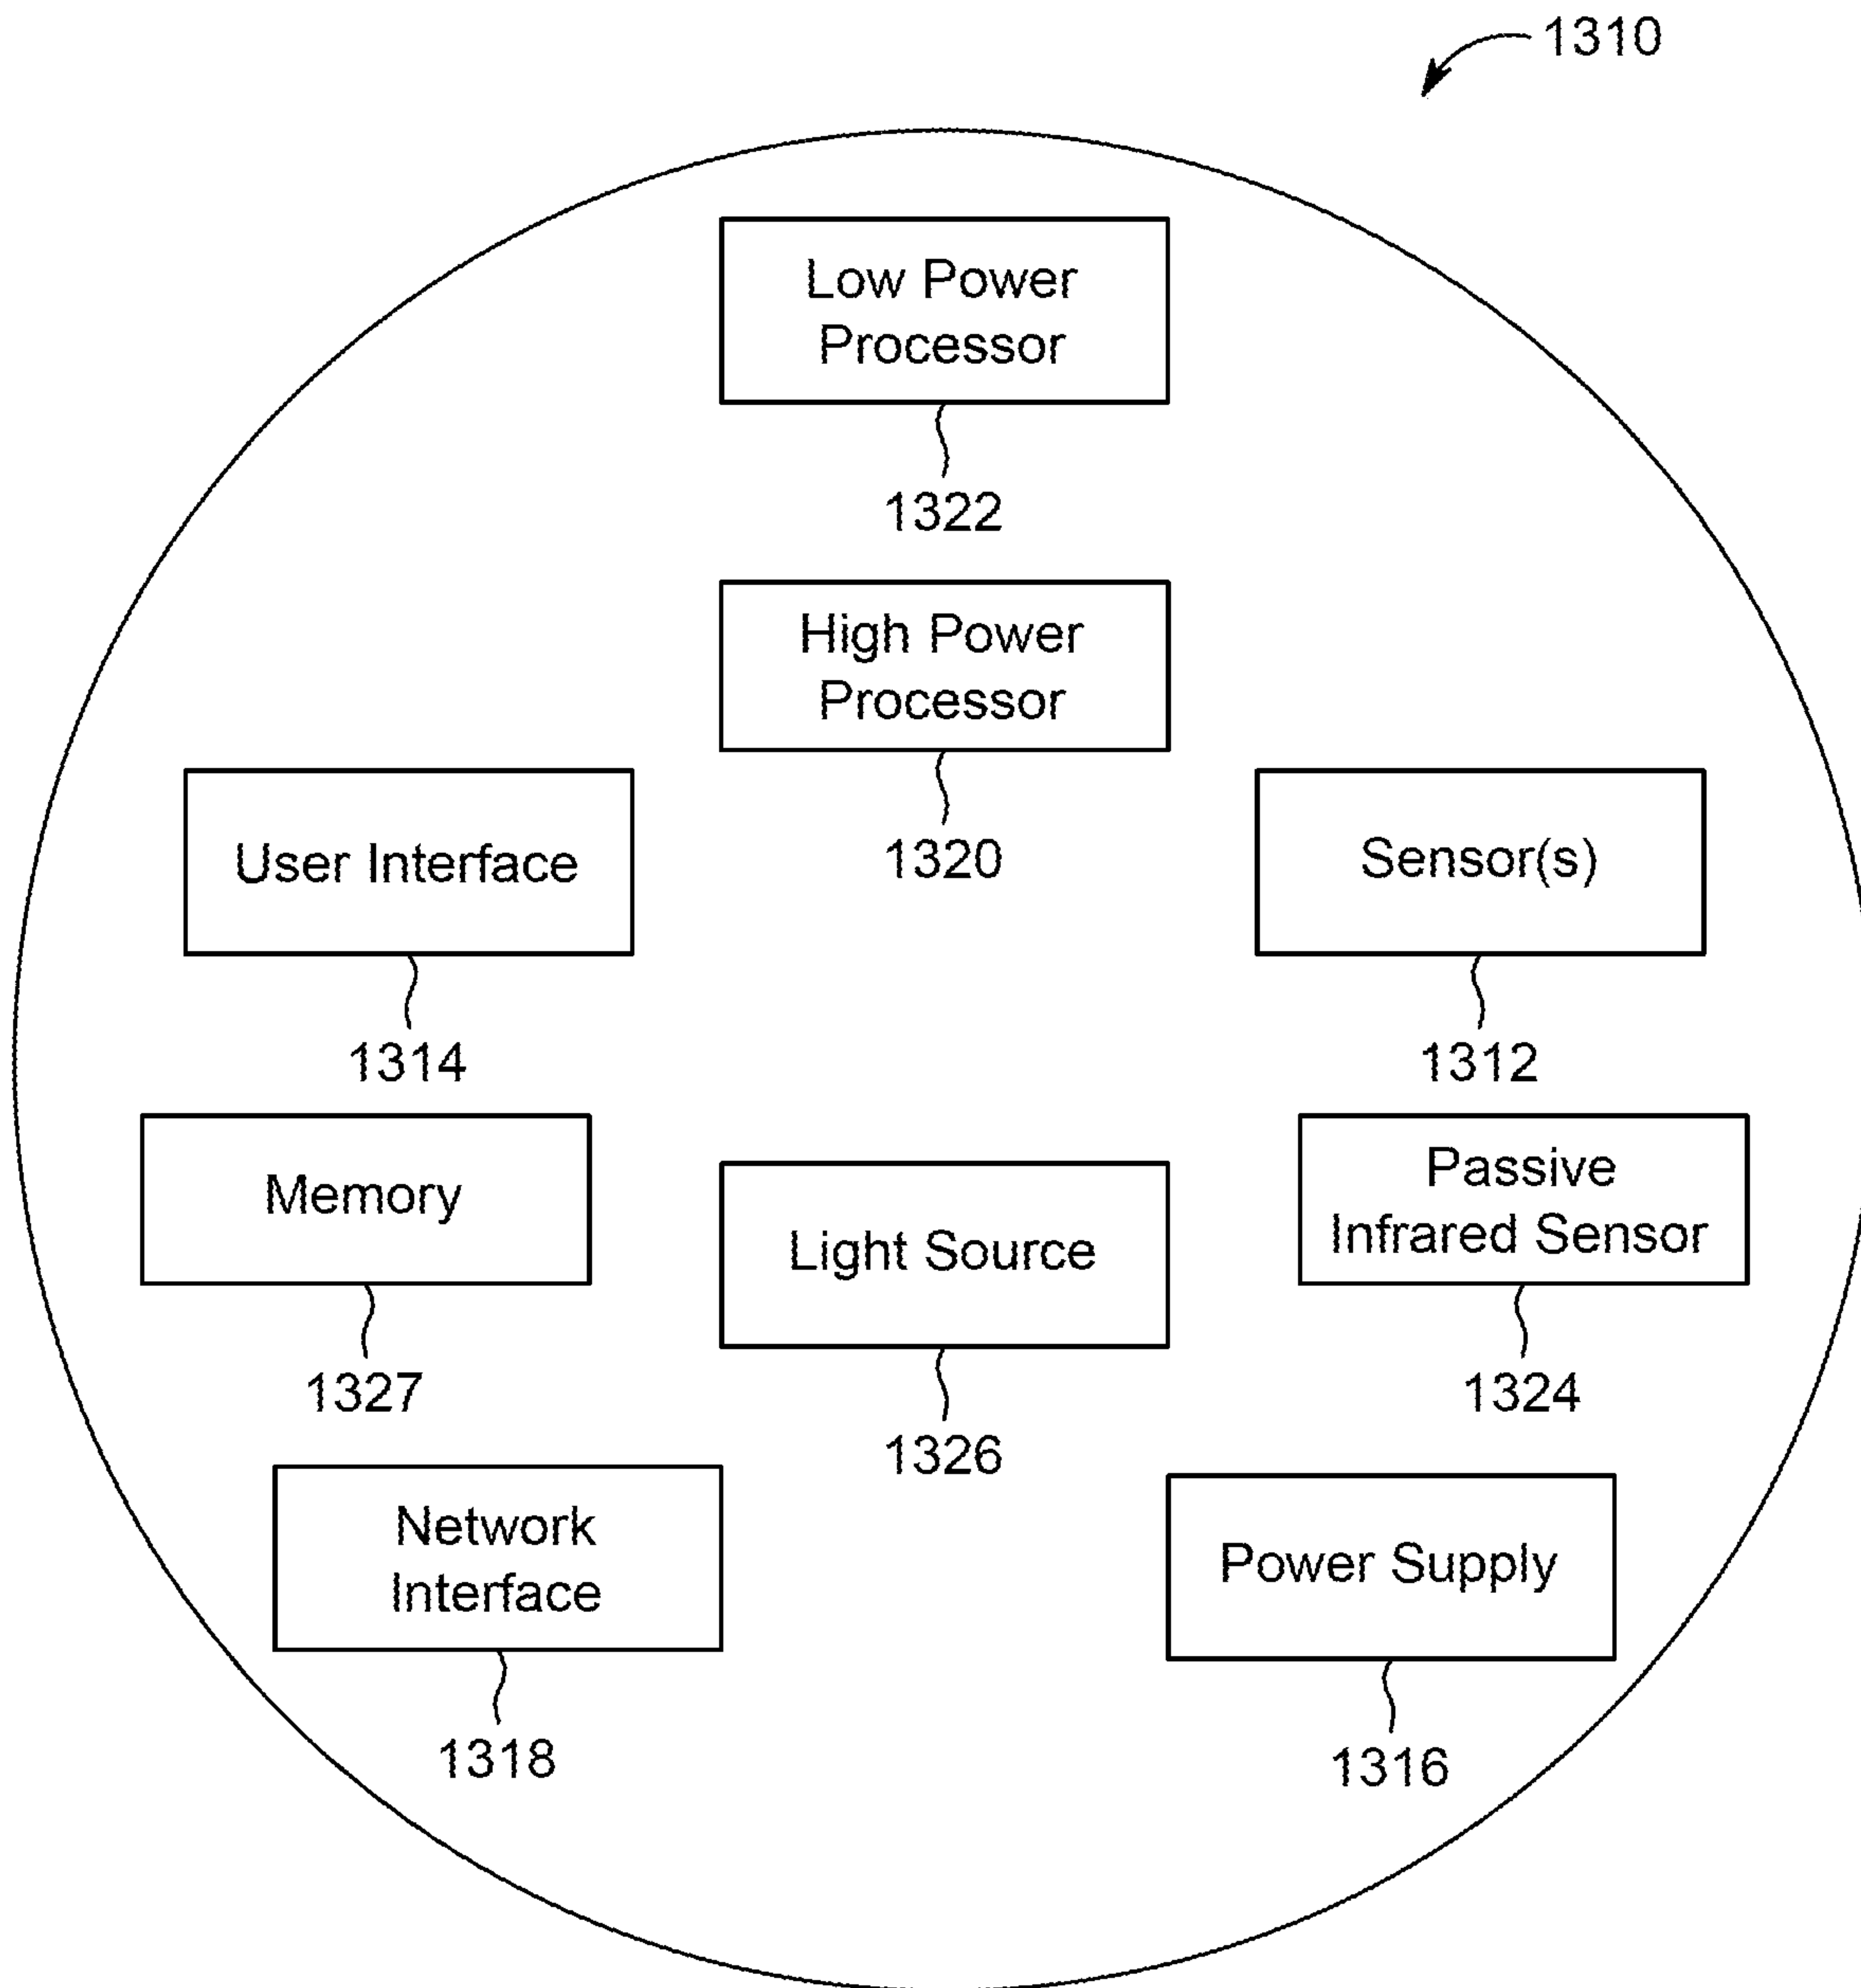 1310
Low Power
Processor
1322
High Power
Processor
1320
User Interface
1314
Sensor(s)
1312
Memory
1327
Light Source
1326
Passive
Infrared Sensor
1324
Network
Interface
1318
Power Supply
1316